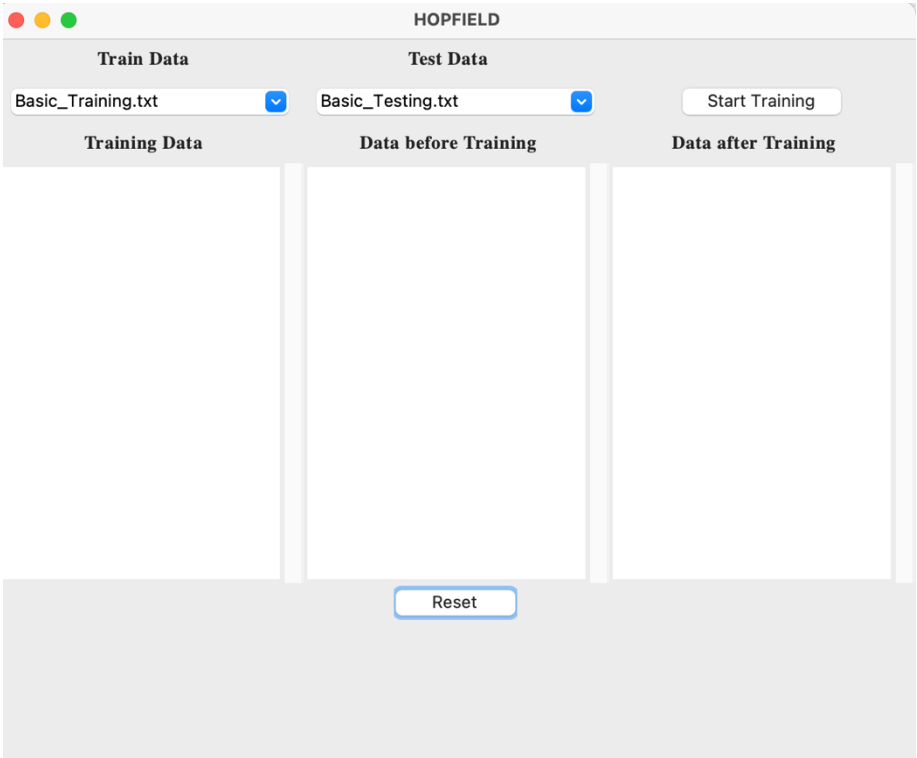 HOPFIELD
Train Data Test Data
Basic_Training.txt Basic_Testing.txt Start Training
Training Data Data before Training Data after Training
Reset